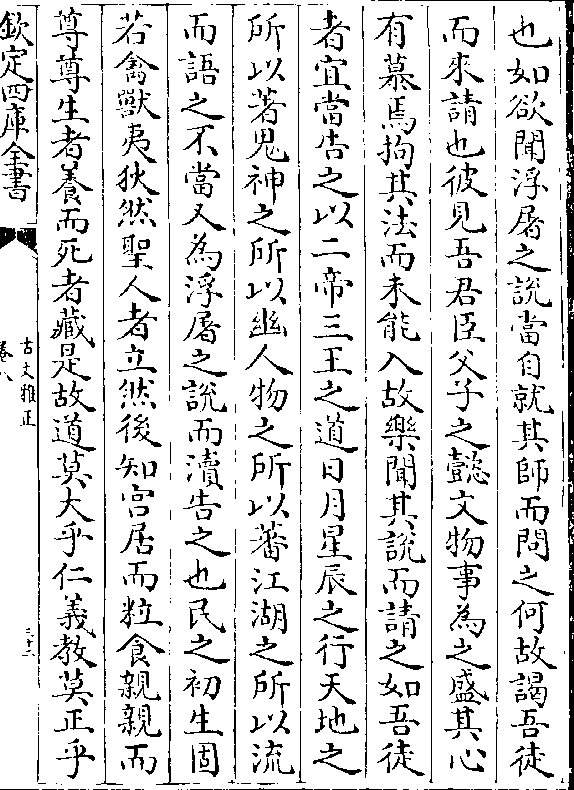 也如欲聞浮屠之說當自就其師而問之何故謁吾徒
而來請也彼見吾君臣父子之懿文物事為之盛其心
有慕焉拘其法而未能入故樂聞其說而請之如吾徒
者宜當告之以二帝三王之道日月星辰之行天地之
所以著鬼神之所以幽人物之所以蕃江湖之所以流
而語之不當又為浮屠之說而瀆告之也民之初生固
若禽獸夷狄然聖人者立然後知宮居而粒食親親而
尊尊生者養而死者藏是故道莫大乎仁義教莫正乎
欽定四庫全書
古文雅正
卷八
三十二